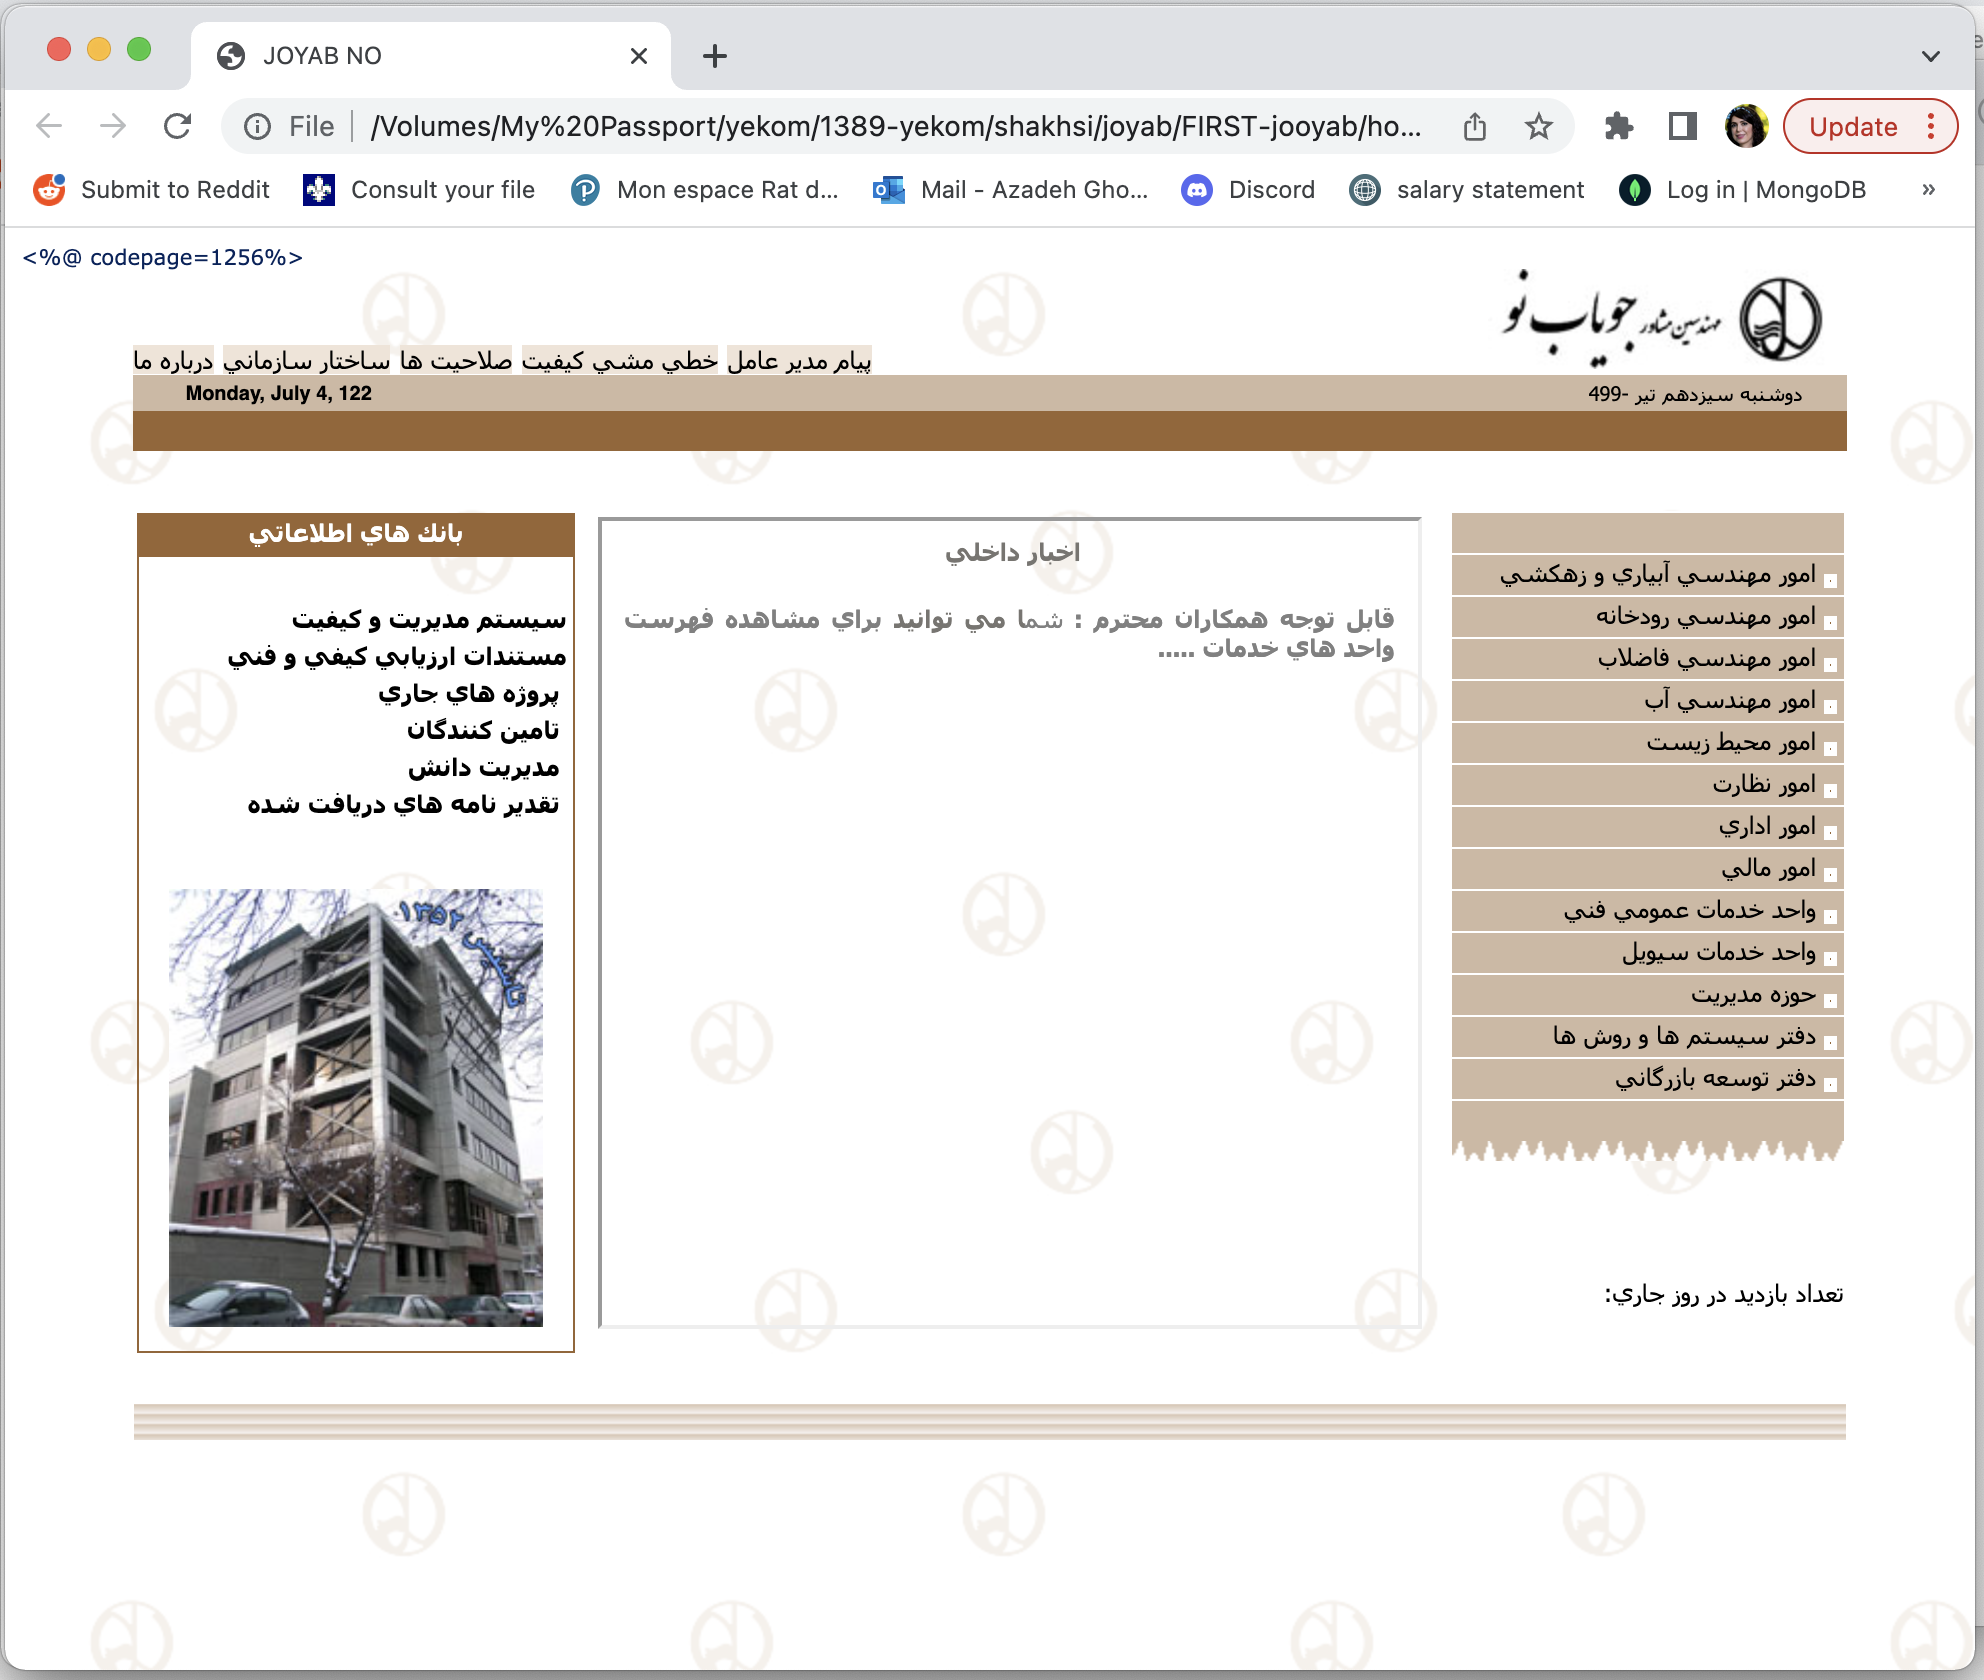 JOYAB NO
File
/Volumes/My%20Passport/yekom/1389-yekom/shakhsi/joyab/FIRST-jooyab/ho...
Update
Submit to Reddit
Consult your file
Mon espace Rat d...
Mail - Azadeh Gho...
Discord
salary statement
Log in | MongoDB
»
<%@ codepage=1256%>
مهندسین مشاور جویاب نو
پيام مدير عامل خطي مشي كيفيت صلاحيت ها ساختار سازماني درباره ما
Monday, July 4, 122
دوشنبه سيزدهم تير -499
بانك هاي اطلاعاتي
سيستم مديريت و كيفيت
مستندات ارزيابي كيفي و فني
پروژه هاي جاري
تامين كنندگان
مديريت دانش
تقدير نامه هاي دريافت شده
تاسیس ۱۳۵۲
اخبار داخلي
قابل توجه همكاران محترم : شما مي توانيد براي مشاهده فهرست
واحد هاي خدمات .....
امور مهندسي آبياري و زهكشي
امور مهندسي رودخانه
امور مهندسي فاضلاب
امور مهندسي آب
امور محيط زيست
امور نظارت
امور اداري
امور مالي
واحد خدمات عمومي فني
واحد خدمات سيويل
حوزه مديريت
دفتر سيستم ها و روش ها
دفتر توسعه بازرگاني
تعداد بازديد در روز جاري: